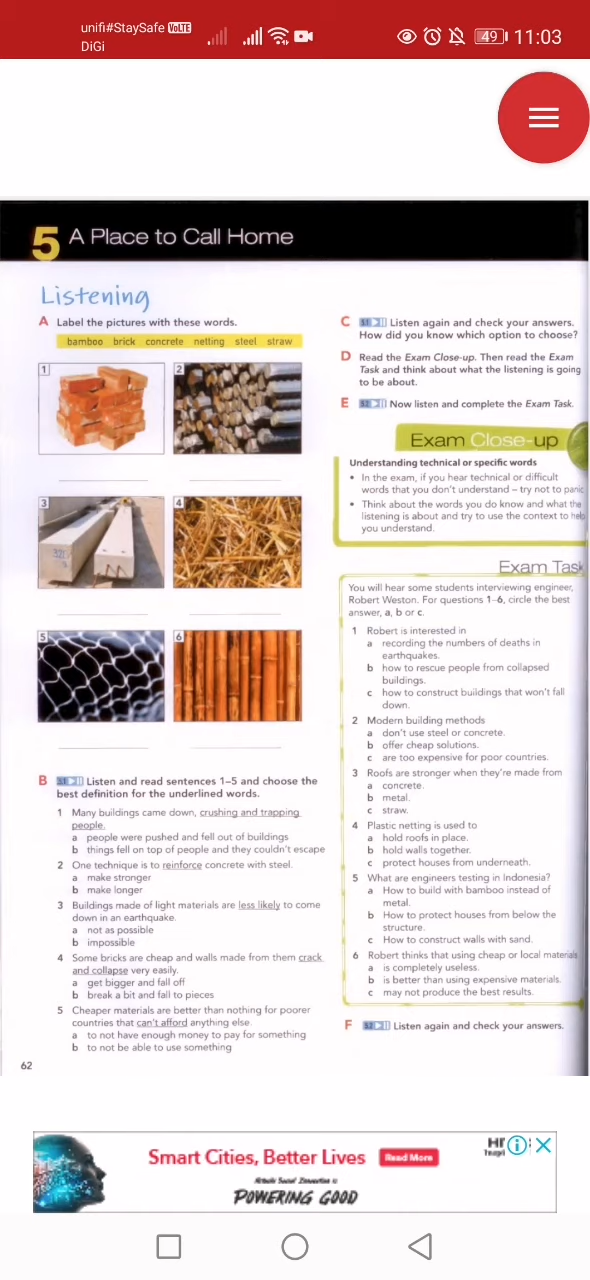 unifi#StaySafe VoLTE
DiGi
49 11:03
5 A Place to Call Home
Listening
A Label the pictures with these words.
bamboo brick concrete netting steel straw
1
2
3
4
5
6
B 5.1 Listen and read sentences 1–5 and choose the
best definition for the underlined words.
1 Many buildings came down, crushing and trapping
people.
a people were pushed and fell out of buildings
b things fell on top of people and they couldn't escape
2 One technique is to reinforce concrete with steel.
a make stronger
b make longer
3 Buildings made of light materials are less likely to come
down in an earthquake.
a not as possible
b impossible
4 Some bricks are cheap and walls made from them crack
and collapse very easily.
a get bigger and fall off
b break a bit and fall to pieces
5 Cheaper materials are better than nothing for poorer
countries that can't afford anything else.
a to not have enough money to pay for something
b to not be able to use something
62
C 5.1 Listen again and check your answers.
How did you know which option to choose?
D Read the Exam Close-up. Then read the Exam
Task and think about what the listening is going
to be about.
E 5.2 Now listen and complete the Exam Task.
Exam Close-up
Understanding technical or specific words
• In the exam, if you hear technical or difficult
words that you don't understand – try not to panic
• Think about the words you do know and what the
listening is about and try to use the context to help
you understand.
Exam Task
You will hear some students interviewing engineer,
Robert Weston. For questions 1–6, circle the best
answer, a, b or c.
1 Robert is interested in
a recording the numbers of deaths in
earthquakes.
b how to rescue people from collapsed
buildings.
c how to construct buildings that won't fall
down.
2 Modern building methods
a don't use steel or concrete.
b offer cheap solutions.
c are too expensive for poor countries.
3 Roofs are stronger when they're made from
a concrete.
b metal.
c straw.
4 Plastic netting is used to
a hold roofs in place.
b hold walls together.
c protect houses from underneath.
5 What are engineers testing in Indonesia?
a How to build with bamboo instead of
metal.
b How to protect houses from below the
structure.
c How to construct walls with sand.
6 Robert thinks that using cheap or local materials
a is completely useless.
b is better than using expensive materials.
c may not produce the best results.
F 5.2 Listen again and check your answers.
Smart Cities, Better Lives Read More
POWERING GOOD